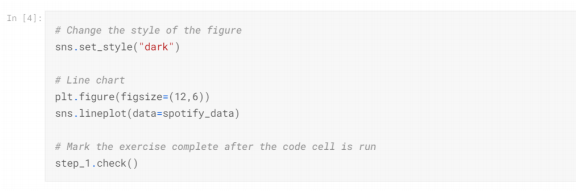 In [4]:
# Change the style of the figure
sns.set_style("dark")
# Line chart
plt.figure(figsize=(12,6))
sns.lineplot(data=spotify_data)
# Mark the exercise complete after the code cell is run
step_1.check()